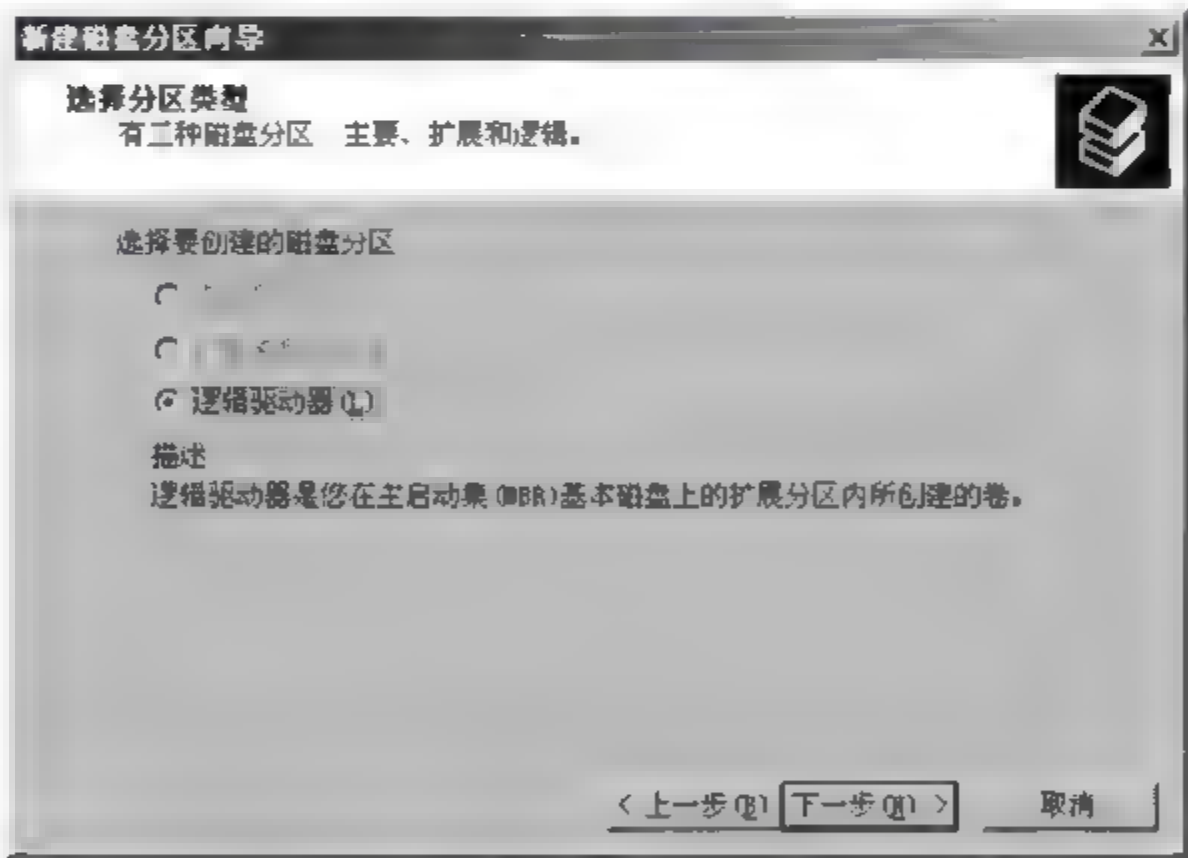 新建磁盘分区向导
选择分区类型
有三种磁盘分区 主要、扩展和逻辑。
选择要创建的磁盘分区
逻辑驱动器(L)
描述
逻辑驱动器是您在主启动集(MBR)基本磁盘上的扩展分区内所创建的卷。
< 上一步(B) 下一步(N) > 取消